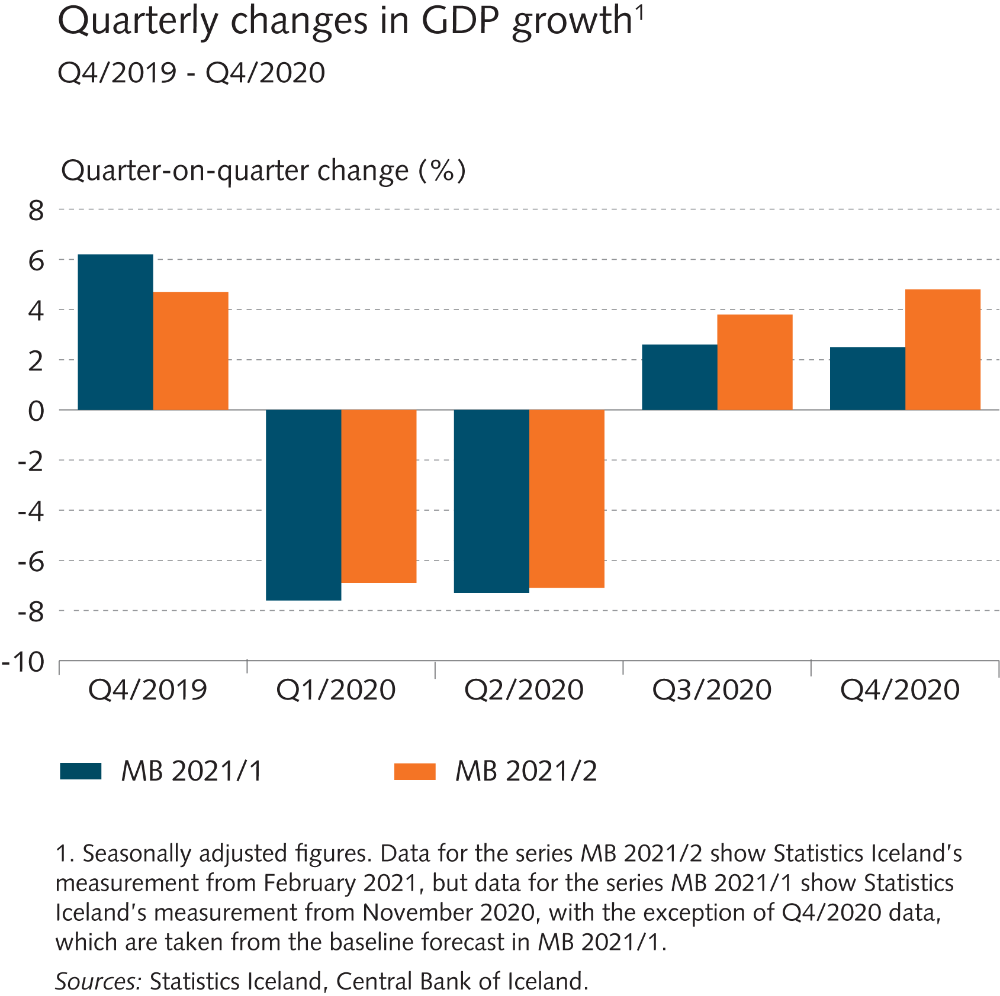 Quarterly changes in GDP growth¹
Q4/2019 - Q4/2020
Quarter-on-quarter change (%)
8
6
4
2
0
-2
-4
-6
-8
-10
Q4/2019 Q1/2020 Q2/2020 Q3/2020 Q4/2020
MB 2021/1 MB 2021/2
1. Seasonally adjusted figures. Data for the series MB 2021/2 show Statistics Iceland's
measurement from February 2021, but data for the series MB 2021/1 show Statistics
Iceland's measurement from November 2020, with the exception of Q4/2020 data,
which are taken from the baseline forecast in MB 2021/1.
Sources: Statistics Iceland, Central Bank of Iceland.